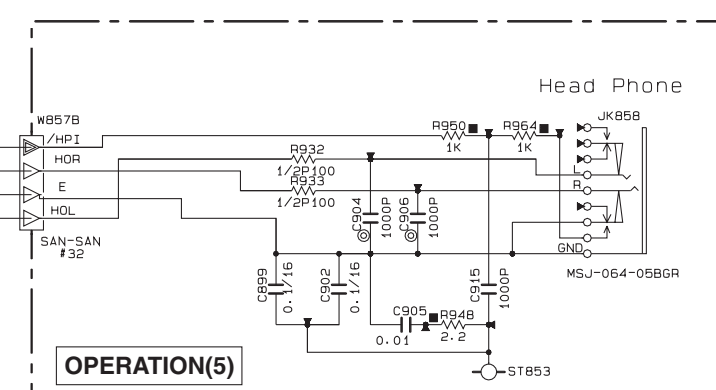 Head Phone
W857B
JK858
/HPI
R950
R964
1K
1K
HOR
R932
1/2P100
L
E
R933
R
1/2P100
HOL
C904
1000P
C906
1000P
SAN-SAN
#32
GND
MSJ-064-05BGR
C899
0.1/16
C902
0.1/16
C915
1000P
C905
R948
0.01
2.2
OPERATION(5)
ST853